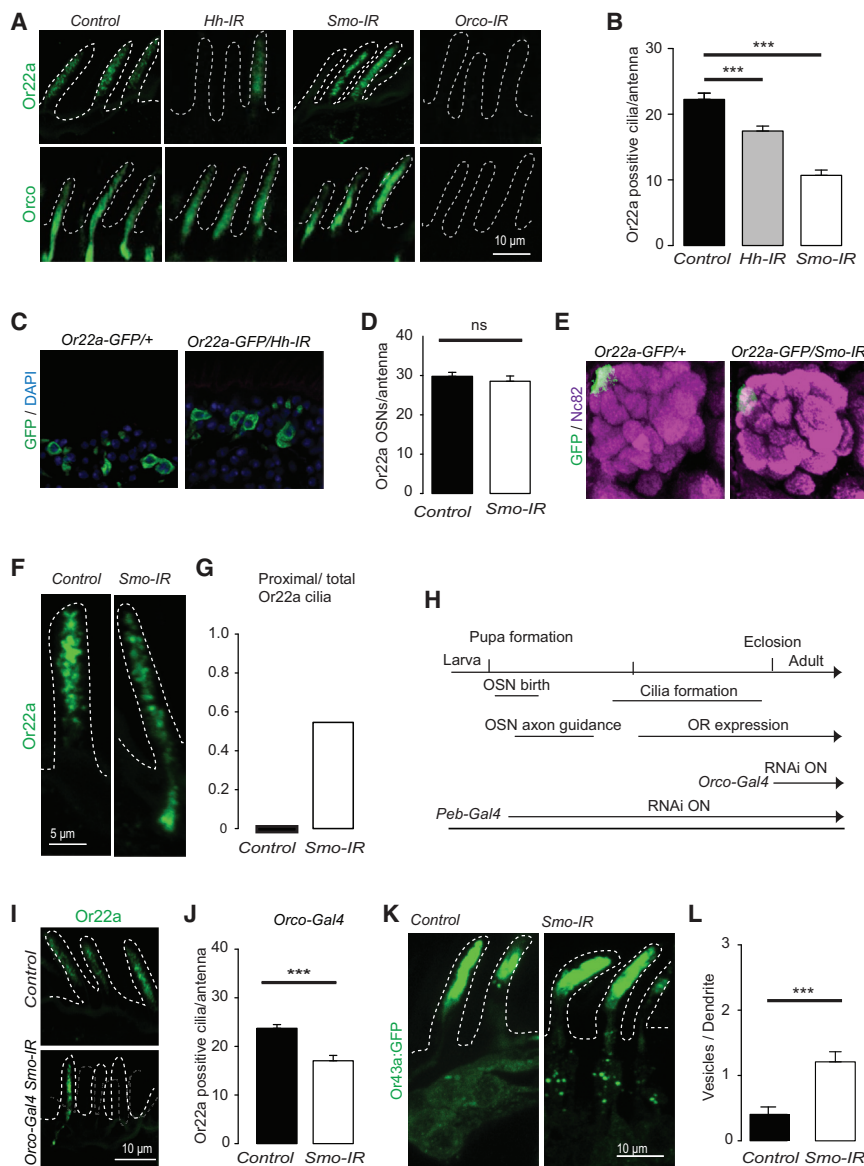 A
Control
Hh-IR
Smo-IR
Orco-IR
Or22a
Orco
10 µm
B
***
***
Or22a possitive cilia/antenna
30
20
10
0
Control
Hh-IR
Smo-IR
C
Or22a-GFP/+
Or22a-GFP/Hh-IR
GFP / DAPI
D
ns
Or22a OSNs/antenna
40
30
20
10
0
Control
Smo-IR
E
Or22a-GFP/+
Or22a-GFP/Smo-IR
GFP / Nc82
F
Control
Smo-IR
Or22a
5 µm
G
Proximal/ total
Or22a cilia
1.0
0.8
0.6
0.4
0.2
0
Control
Smo-IR
H
Pupa formation
Eclosion
Larva
Adult
OSN birth
Cilia formation
OSN axon guidance
OR expression
RNAi ON
Orco-Gal4
RNAi ON
Peb-Gal4
I
Or22a
Control
Orco-Gal4 Smo-IR
10 µm
J
Orco-Gal4
***
Or22a possitive cilia/antenna
40
30
20
10
0
Control
Smo-IR
K
Control
Smo-IR
Or43a:GFP
10 µm
L
***
Vesicles / Dendrite
3
2
1
0
Control
Smo-IR